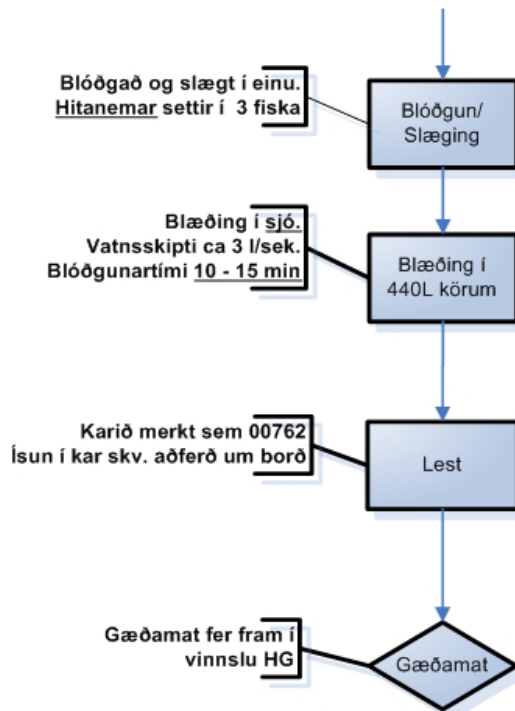 Blóðgað og slægt í einu.
Hitanemar settir í 3 fiska
Blóðgun/
Slæging
Blæðing í sjó.
Vatnsskipti ca 3 l/sek.
Blóðgunartími 10 - 15 min
Blæðing í
440L körum
Karið merkt sem 00762
Ísun í kar skv. aðferð um borð
Lest
Gæðamat fer fram í
vinnslu HG
Gæðamat